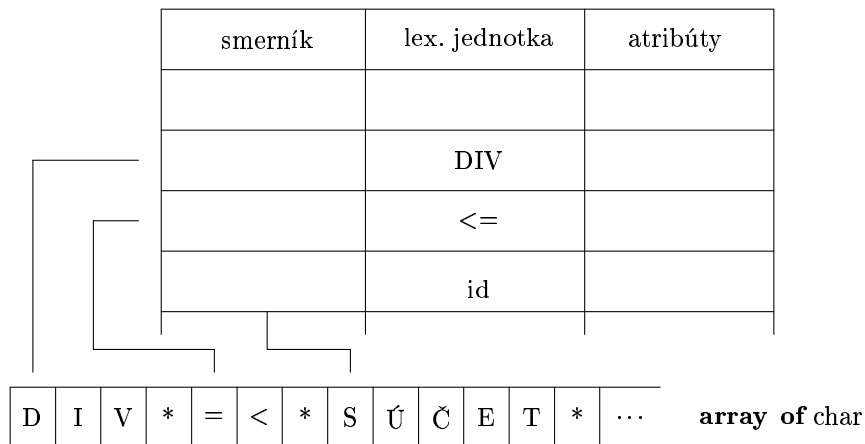 smerník lex. jednotka atribúty
DIV
<=
id
D I V * = < * S Ú Č E T * ··· array of char